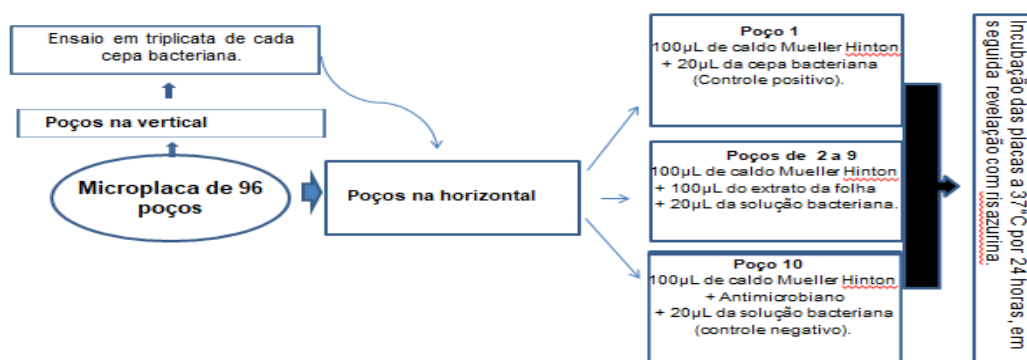 Ensaio em triplicata de cada
cepa bacteriana.
Poços na vertical
Microplaca de 96
poços
Poços na horizontal
Poço 1
100µL de caldo Mueller Hinton
+ 20µL da cepa bacteriana
(Controle positivo).
Poços de 2 a 9
100µL de caldo Mueller Hinton
+ 100µL do extrato da folha
+ 20µL da solução bacteriana.
Poço 10
100µL de caldo Mueller Hinton
+ Antimicrobiano
+ 20µL da solução bacteriana
(controle negativo).
Incubação das placas a 37°C por 24 horas, em
seguida revelação com ris azurina.